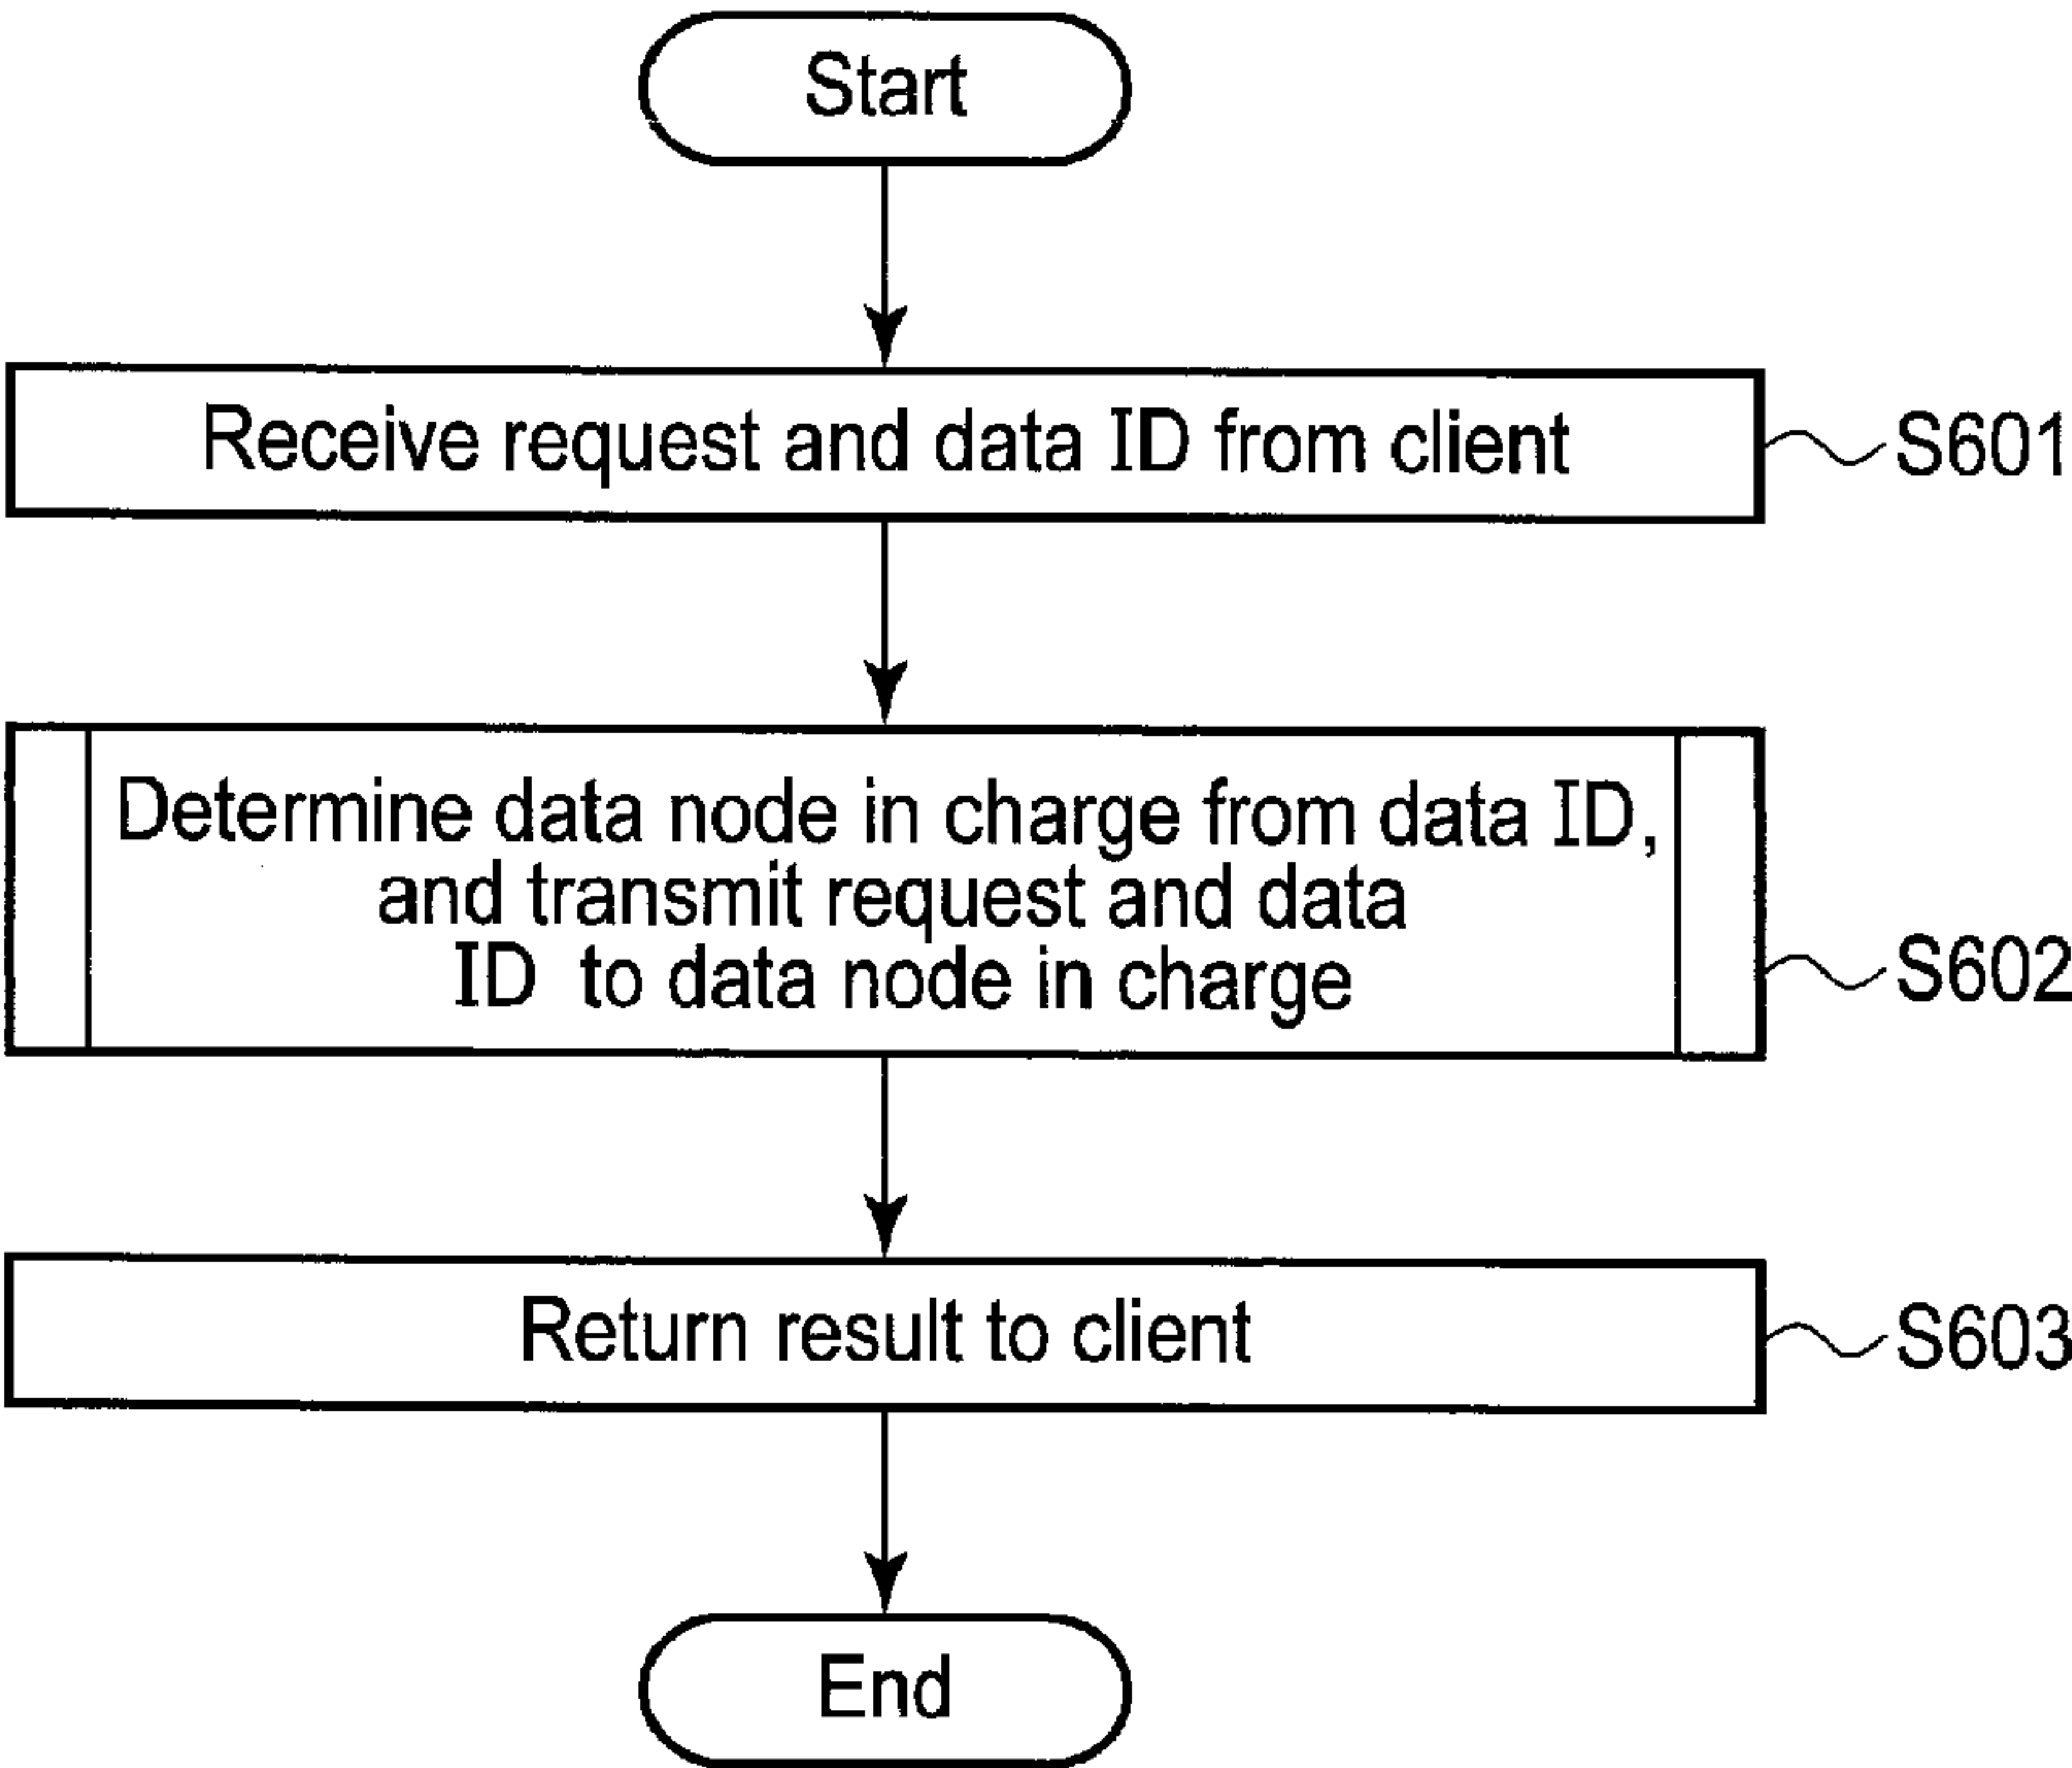 Start
Receive request and data ID from client
S601
Determine data node in charge from data ID,
and transmit request and data
ID to data node in charge
S602
Return result to client
S603
End